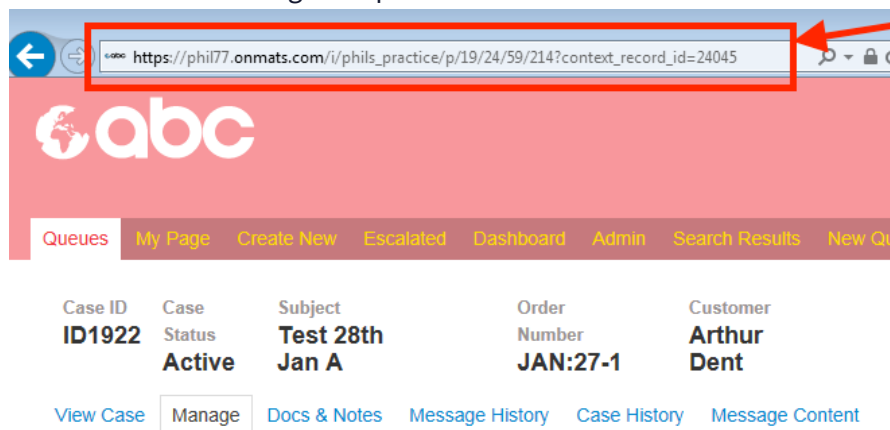 https://phil77.onmats.com/i/phils_practice/p/19/24/59/214?context_record_id=24045
abc
Queues My Page Create New Escalated Dashboard Admin Search Results New
Case ID Case Subject Order Customer
ID1922 Status Test 28th Number Arthur
Active Jan A JAN:27-1 Dent
View Case Manage Docs & Notes Message History Case History Message Content